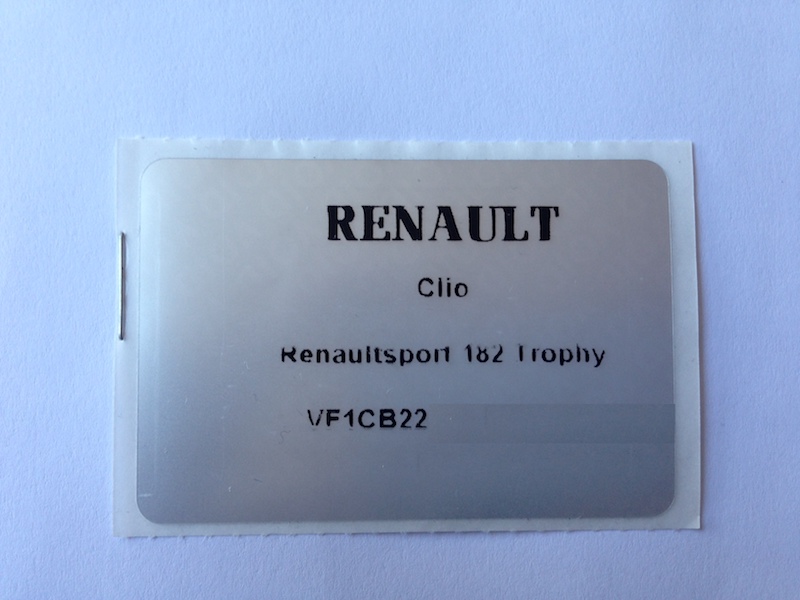 RENAULT
Clio
Renaultsport 182 Trophy
VF1CB22